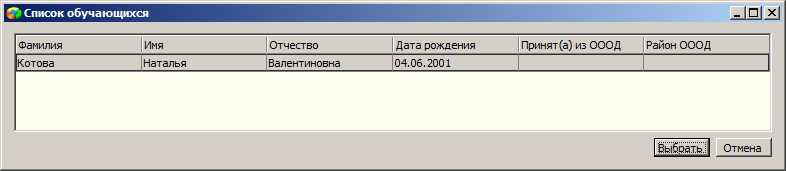 Список обучающихся
Фамилия Имя Отчество Дата рождения Принят(а) из ОООД Район ОООД
Котова Наталья Валентиновна 04.06.2001
Выбрать Отмена